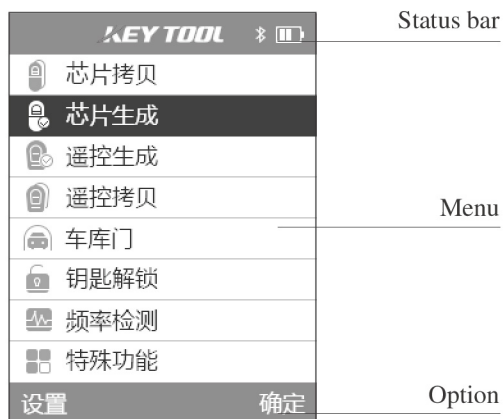 KEY TOOL
Status bar
芯片拷贝
芯片生成
遥控生成
遥控拷贝
Menu
车库门
钥匙解锁
频率检测
特殊功能
设置
确定
Option